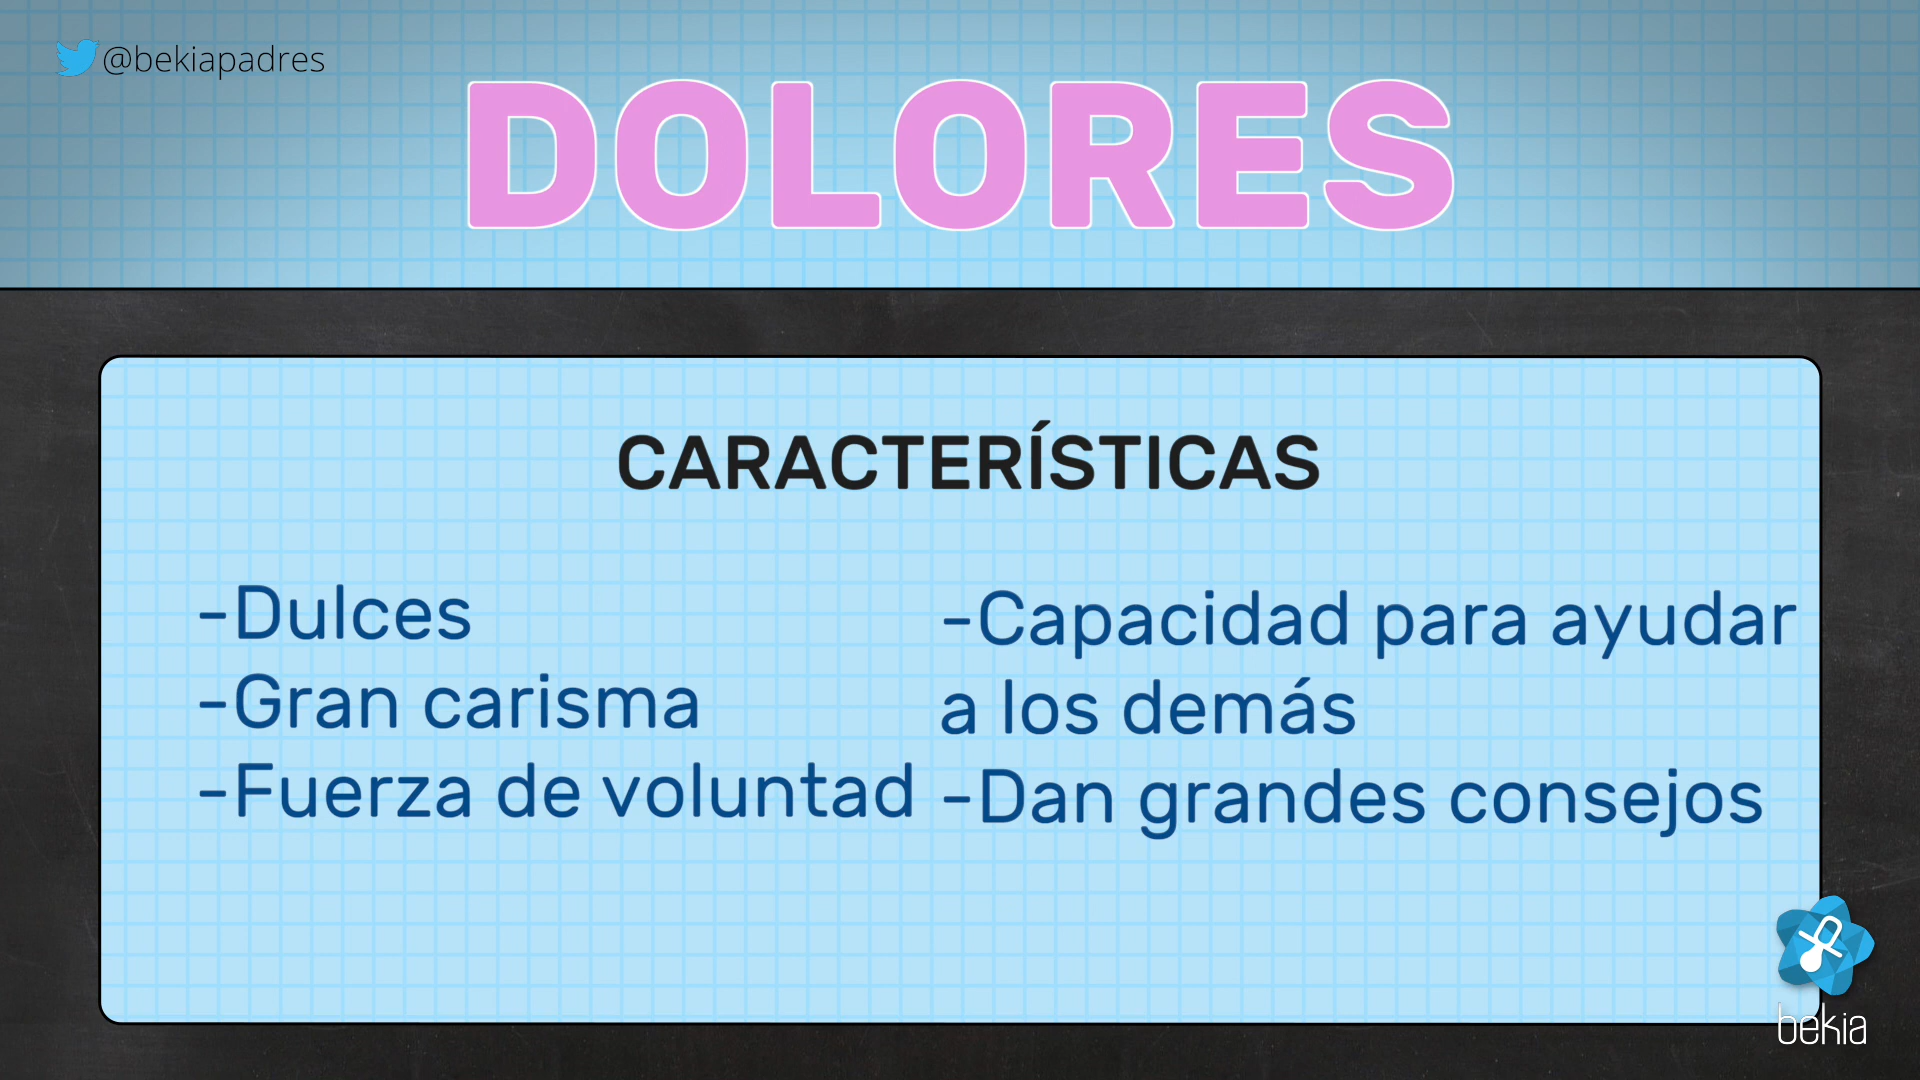 @bekiapadres
DOLORES
CARACTERÍSTICAS
-Dulces
-Gran carisma
-Fuerza de voluntad
-Capacidad para ayudar
a los demás
-Dan grandes consejos
bekia